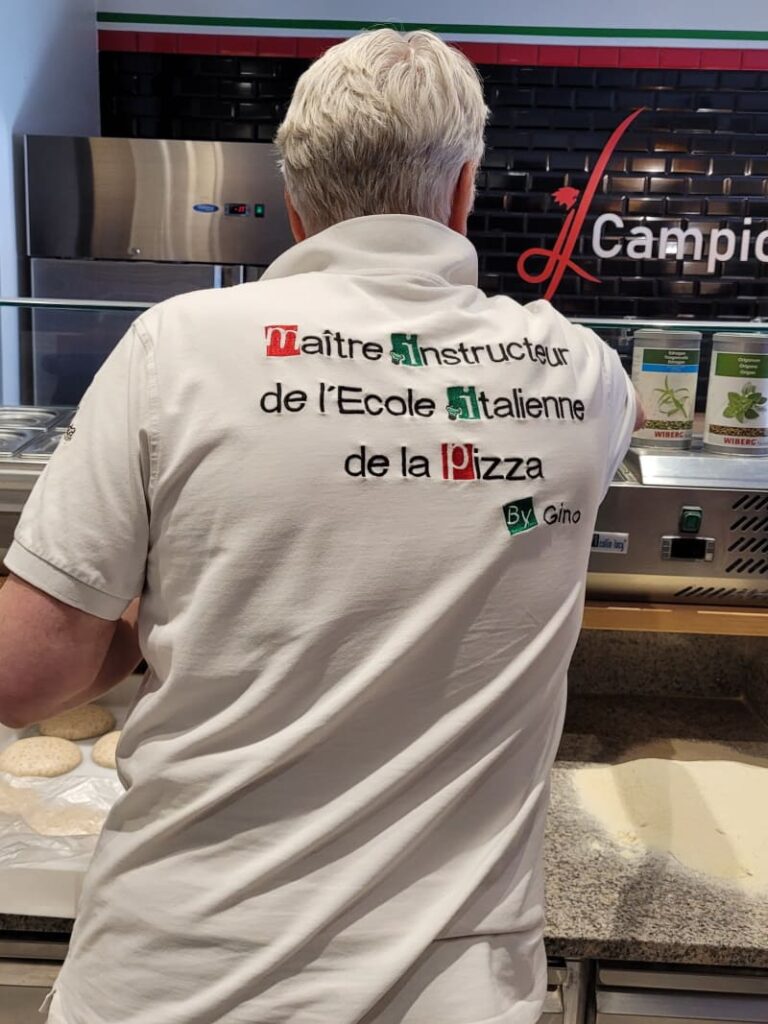 Campio
Maître instructeur
de l'Ecole italienne
de la Pizza
By Gino
WIBERG
WIBERG